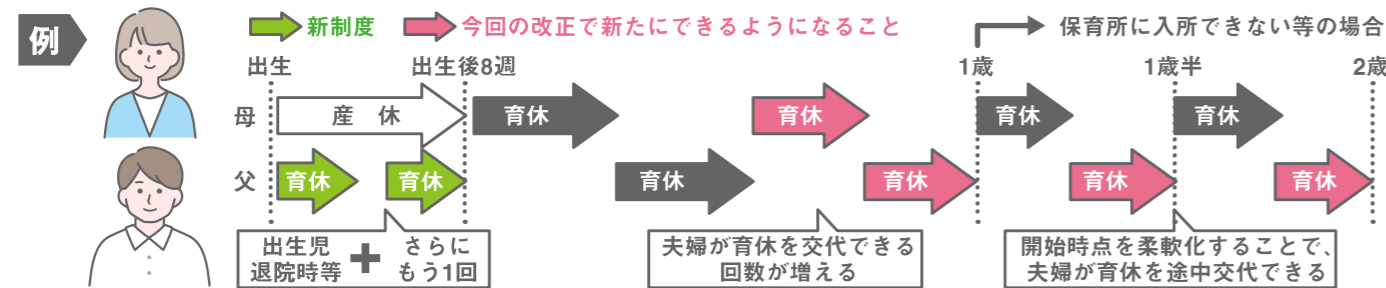 例
新制度
今回の改正で新たにできるようになること
保育所に入所できない等の場合
出生
出生後8週
1歳
1歳半
2歳
母
産 休
育休
育休
育休
育休
父
育休
育休
育休
育休
育休
育休
出生児
退院時等
+
さらに
もう1回
夫婦が育休を交代できる
回数が増える
開始時点を柔軟化することで、
夫婦が育休を途中交代できる